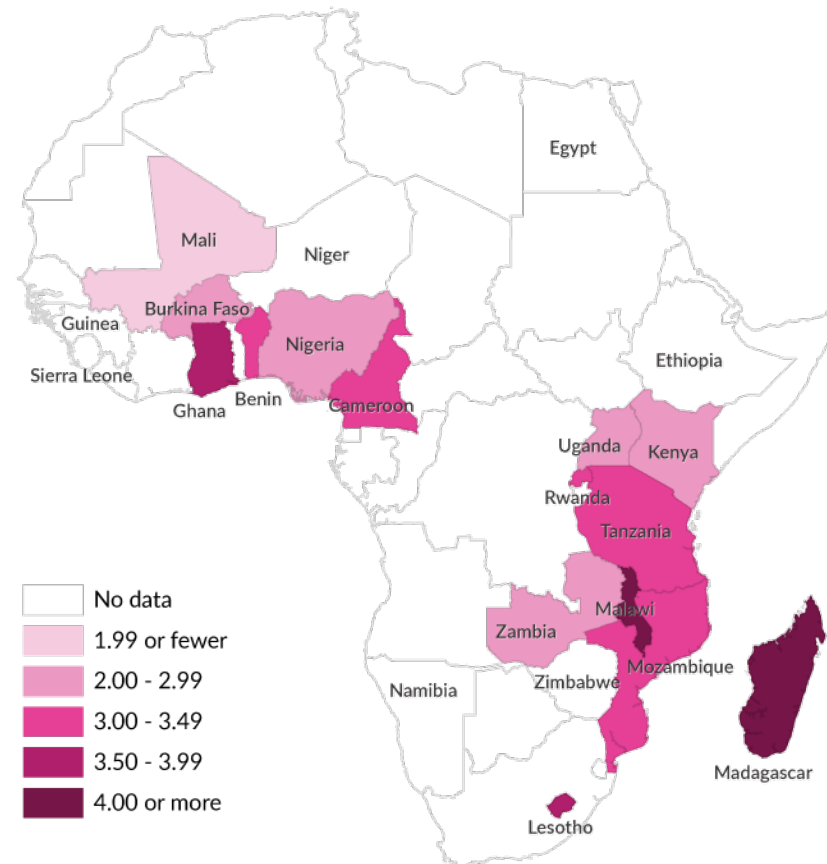 Egypt
Mali
Niger
Burkina Faso
Guinea
Nigeria
Ethiopia
Sierra Leone
Benin
Ghana
Cameroon
Uganda
Kenya
Rwanda
Tanzania
No data
1.99 or fewer
2.00 - 2.99
3.00 - 3.49
3.50 - 3.99
4.00 or more
Malawi
Zambia
Mozambique
Zimbabwe
Namibia
Madagascar
Lesotho